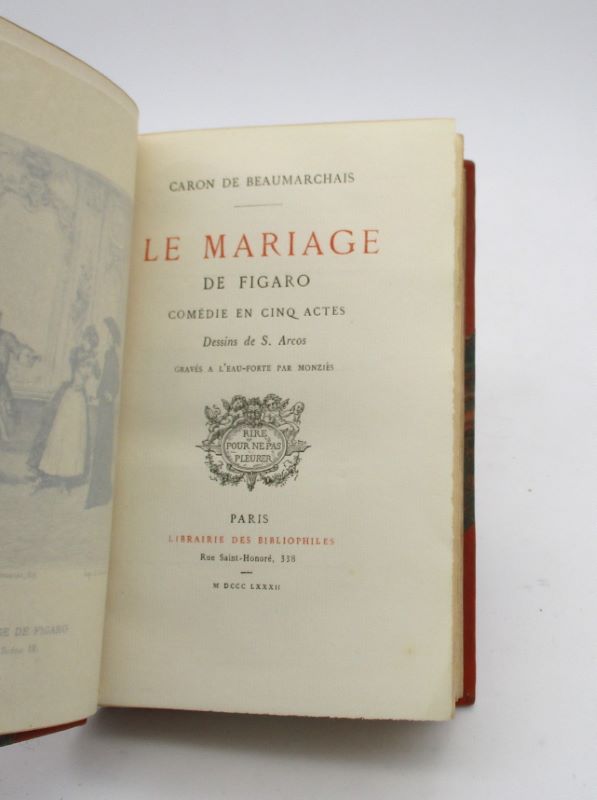 GE DE FIGARO
CARON DE BEAUMARCHAIS
LE MARIAGE
DE FIGARO
COMÉDIE EN CINQ ACTES
Dessins de S. Arcos
GRAVÉS A L'EAU-FORTE PAR MONZIÈS
RIRE
POUR NE PAS
PLEURER
PARIS
LIBRAIRIE DES BIBLIOPHILES
Rue Saint-Honoré, 338
M DCCC LXXXII